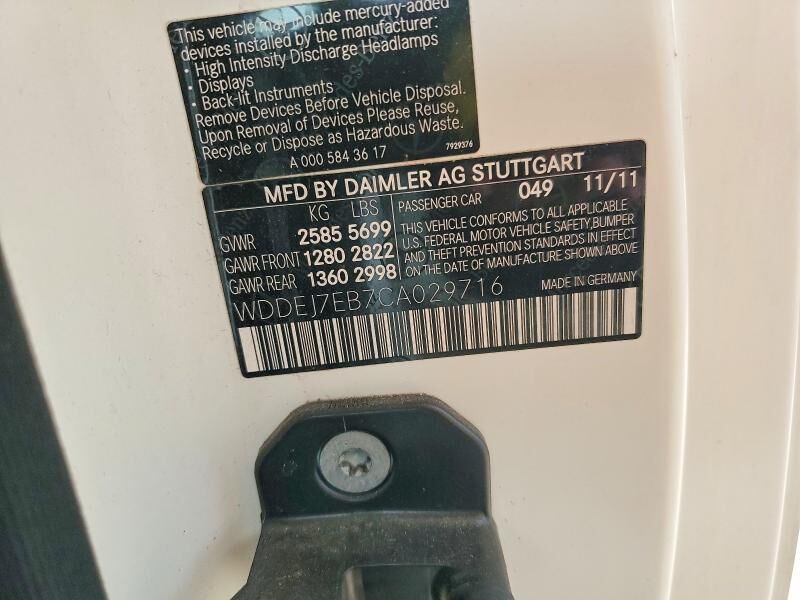 This vehicle may include mercury-added
devices installed by the manufacturer:
• High Intensity Discharge Headlamps
• Displays
• Back-lit Instruments
Remove Devices Before Vehicle Disposal.
Upon Removal of Devices Please Reuse,
Recycle or Dispose as Hazardous Waste.
A 000 584 36 17 7929376
MFD BY DAIMLER AG STUTTGART
KG LBS PASSENGER CAR 049 11/11
GVWR 2585 5699
GAWR FRONT 1280 2822
GAWR REAR 1360 2998
THIS VEHICLE CONFORMS TO ALL APPLICABLE
U.S. FEDERAL MOTOR VEHICLE SAFETY, BUMPER
AND THEFT PREVENTION STANDARDS IN EFFECT
ON THE DATE OF MANUFACTURE SHOWN ABOVE
MADE IN GERMANY
WDDEJ7EB7CA029716